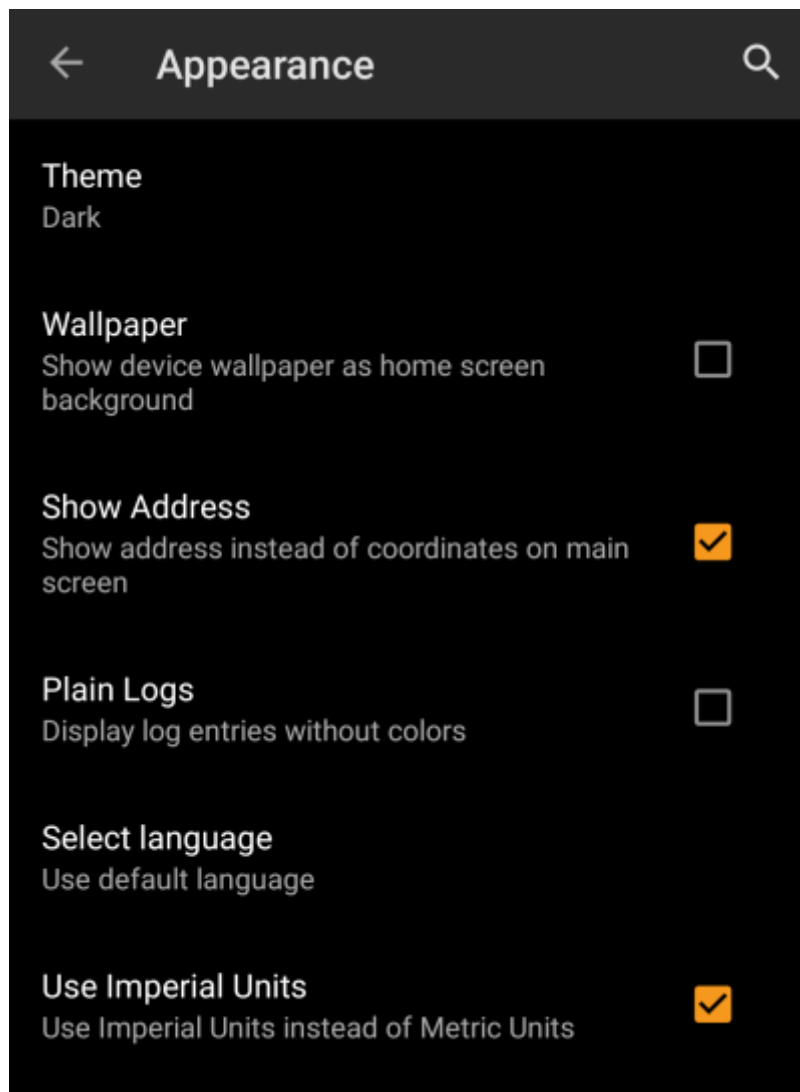 Appearance
Theme
Dark
Wallpaper
Show device wallpaper as home screen
background
Show Address
Show address instead of coordinates on main
screen
Plain Logs
Display log entries without colors
Select language
Use default language
Use Imperial Units
Use Imperial Units instead of Metric Units